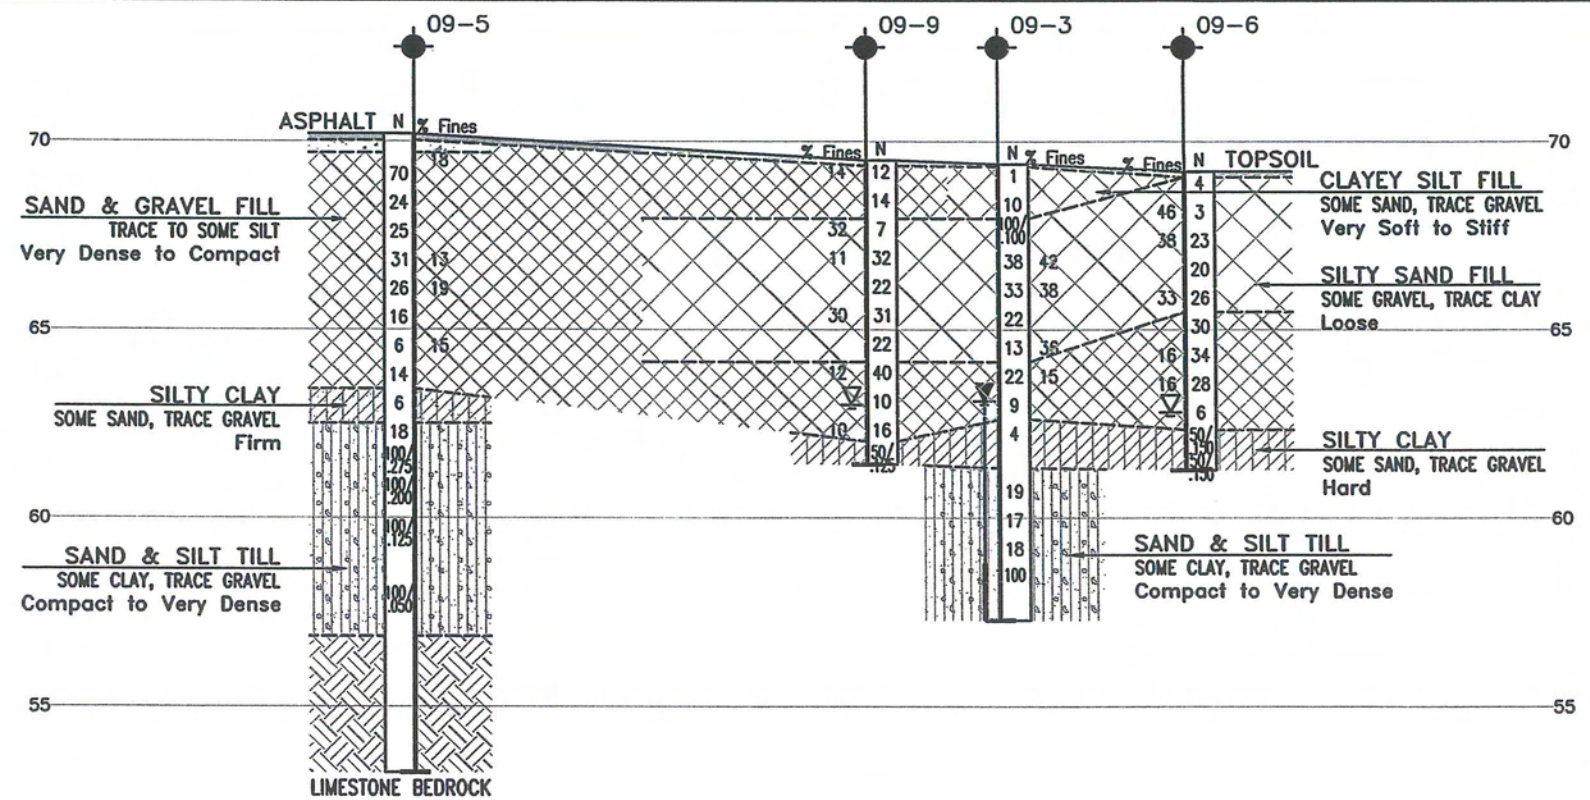 09-5
09-9
09-3
09-6
ASPHALT
N
% Fines
% Fines
N
N
% Fines
% Fines
N
TOPSOIL
70
70
65
65
60
60
55
55
SAND & GRAVEL FILL
TRACE TO SOME SILT
Very Dense to Compact
SILTY CLAY
SOME SAND, TRACE GRAVEL
Firm
SAND & SILT TILL
SOME CLAY, TRACE GRAVEL
Compact to Very Dense
70
24
25
31
26
16
6
14
6
18
100/
.275
100/
.200
100/
.125
100/
.050
18
13
19
15
LIMESTONE BEDROCK
14
32
11
30
12
10
12
14
7
32
22
31
22
40
10
16
50/
.125
1
10
100/
.100
38
33
22
13
22
9
4
19
17
18
100
42
38
36
15
46
38
33
16
16
4
3
23
20
26
30
34
28
6
50/
50/
.150
CLAYEY SILT FILL
SOME SAND, TRACE GRAVEL
Very Soft to Stiff
SILTY SAND FILL
SOME GRAVEL, TRACE CLAY
Loose
SILTY CLAY
SOME SAND, TRACE GRAVEL
Hard
SAND & SILT TILL
SOME CLAY, TRACE GRAVEL
Compact to Very Dense